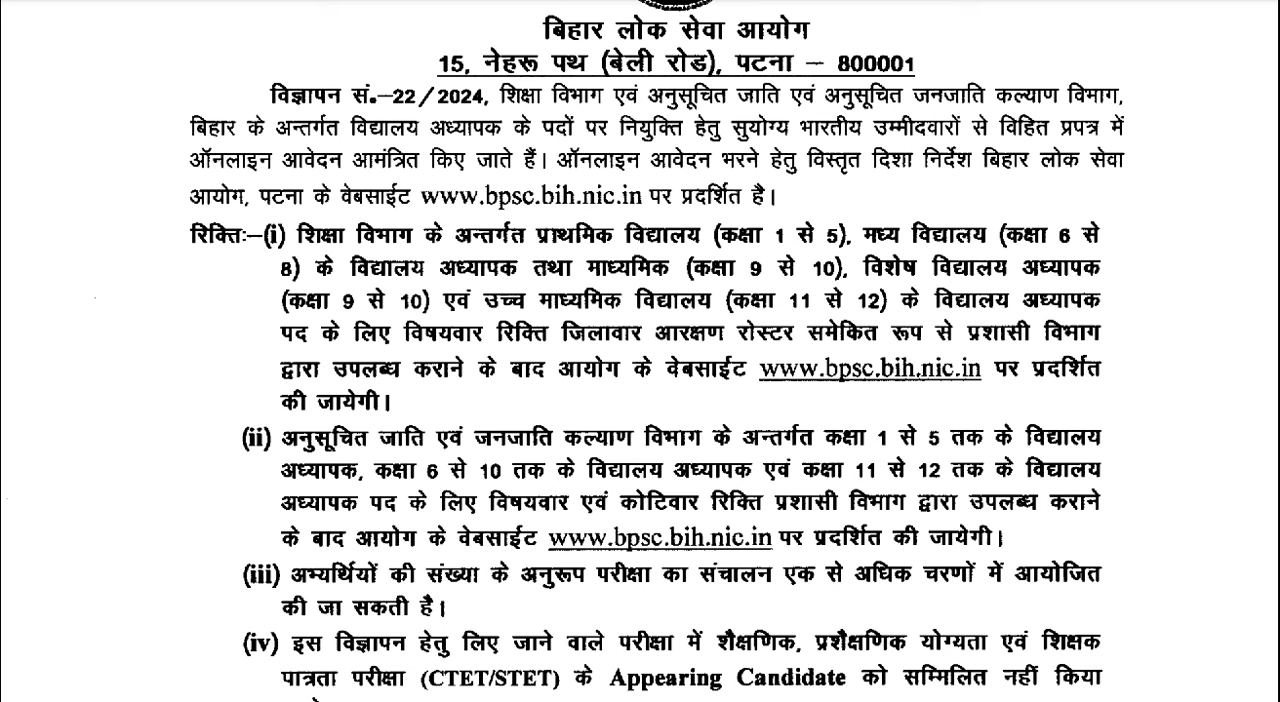 बिहार लोक सेवा आयोग
15, नेहरू पथ (बेली रोड), पटना – 800001
विज्ञापन सं.–22/2024, शिक्षा विभाग एवं अनुसूचित जाति एवं अनुसूचित जनजाति कल्याण विभाग,
बिहार के अन्तर्गत विद्यालय अध्यापक के पदों पर नियुक्ति हेतु सुयोग्य भारतीय उम्मीदवारों से विहित प्रपत्र में
ऑनलाइन आवेदन आमंत्रित किए जाते हैं। ऑनलाइन आवेदन भरने हेतु विस्तृत दिशा निर्देश बिहार लोक सेवा
आयोग, पटना के वेबसाईट www.bpsc.bih.nic.in पर प्रदर्शित है।
रिक्तिः–(i) शिक्षा विभाग के अन्तर्गत प्राथमिक विद्यालय (कक्षा 1 से 5), मध्य विद्यालय (कक्षा 6 से
8) के विद्यालय अध्यापक तथा माध्यमिक (कक्षा 9 से 10), विशेष विद्यालय अध्यापक
(कक्षा 9 से 10) एवं उच्च माध्यमिक विद्यालय (कक्षा 11 से 12) के विद्यालय अध्यापक
पद के लिए विषयवार रिक्ति जिलावार आरक्षण रोस्टर समेकित रूप से प्रशासी विभाग
द्वारा उपलब्ध कराने के बाद आयोग के वेबसाईट www.bpsc.bih.nic.in पर प्रदर्शित
की जायेगी।
(ii) अनुसूचित जाति एवं जनजाति कल्याण विभाग के अन्तर्गत कक्षा 1 से 5 तक के विद्यालय
अध्यापक, कक्षा 6 से 10 तक के विद्यालय अध्यापक एवं कक्षा 11 से 12 तक के विद्यालय
अध्यापक पद के लिए विषयवार एवं कोटिवार रिक्ति प्रशासी विभाग द्वारा उपलब्ध कराने
के बाद आयोग के वेबसाईट www.bpsc.bih.nic.in पर प्रदर्शित की जायेगी।
(iii) अभ्यर्थियों की संख्या के अनुरूप परीक्षा का संचालन एक से अधिक चरणों में आयोजित
की जा सकती है।
(iv) इस विज्ञापन हेतु लिए जाने वाले परीक्षा में शैक्षणिक, प्रशैक्षणिक योग्यता एवं शिक्षक
पात्रता परीक्षा (CTET/STET) के Appearing Candidate को सम्मिलित नहीं किया